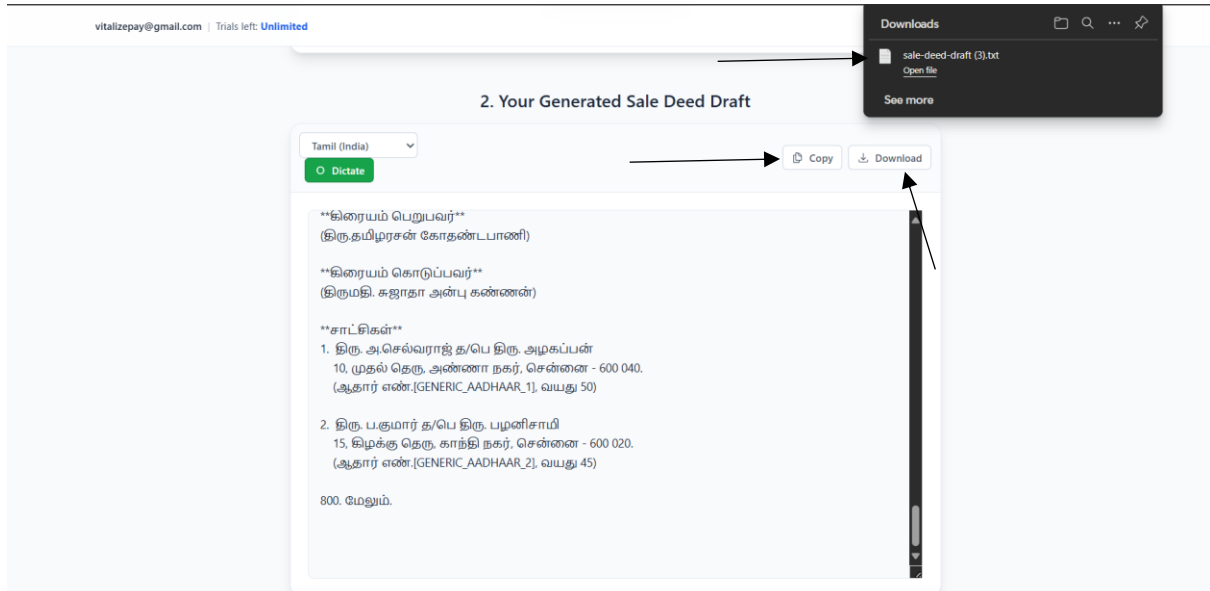 vitalizepay@gmail.com | Trials left: Unlimited
Downloads
sale-deed-draft (3).txt
Open file
See more
2. Your Generated Sale Deed Draft
Tamil (India)
Dictate
Copy
Download
**கிரையம் பெறுபவர்**
(திரு.தமிழரசன் கோதண்டபாணி)
**கிரையம் கொடுப்பவர்**
(திருமதி. சுஜாதா அன்பு கண்ணன்)
**சாட்சிகள்**
1. திரு. அ.செல்வராஜ் த/பெ திரு. அழகப்பன்
10, முதல் தெரு, அண்ணா நகர், சென்னை - 600 040.
(ஆதார் எண்.[GENERIC_AADHAAR_1], வயது 50)
2. திரு. ப.குமார் த/பெ திரு. பழனிசாமி
15, கிழக்கு தெரு, காந்தி நகர், சென்னை - 600 020.
(ஆதார் எண்.[GENERIC_AADHAAR_2], வயது 45)
800. மேலும்.